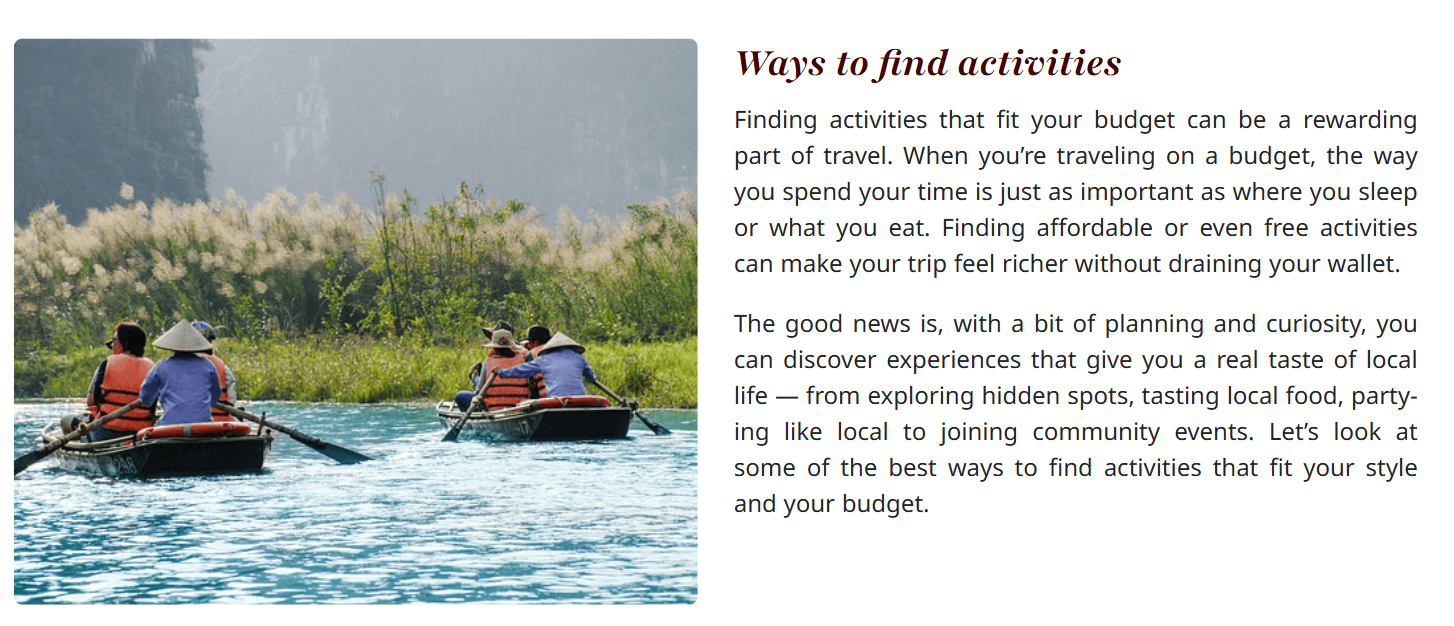 Ways to find activities
Finding activities that fit your budget can be a rewarding
part of travel. When you’re traveling on a budget, the way
you spend your time is just as important as where you sleep
or what you eat. Finding affordable or even free activities
can make your trip feel richer without draining your wallet.
The good news is, with a bit of planning and curiosity, you
can discover experiences that give you a real taste of local
life — from exploring hidden spots, tasting local food, party-
ing like local to joining community events. Let’s look at
some of the best ways to find activities that fit your style
and your budget.